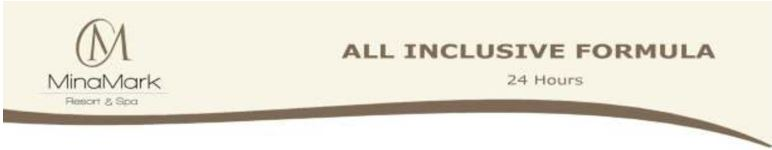 M
MinaMark
Resort & Spa
ALL INCLUSIVE FORMULA
24 Hours